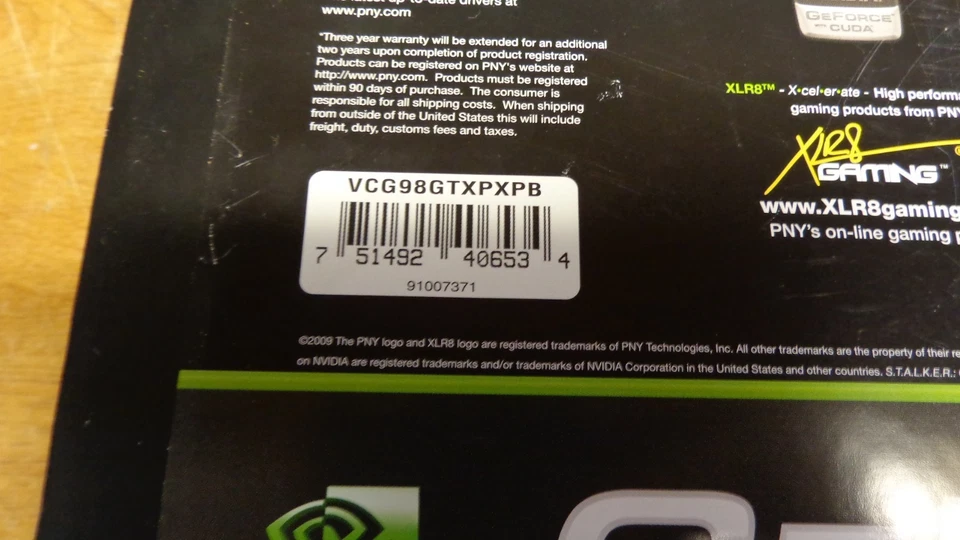 up-to-date drivers at
www.pny.com
*Three year warranty will be extended for an additional
two years upon completion of product registration.
Products can be registered on PNY's website at
http://www.pny.com. Products must be registered
within 90 days of purchase. The consumer is
responsible for all shipping costs. When shipping
from outside of the United States this will include
freight, duty, customs fees and taxes.
GEFORCE
CUDA
XLR8™ - X•cel•er•ate - High
gaming products from PNY
XLR8
GAMING™
www.XLR8gaming
PNY's on-line gaming
VCG98GTXPXPB
7 51492 40653 4
91007371
©2009 The PNY logo and XLR8 logo are registered trademarks of PNY Technologies, Inc. All other trademarks are the property of their
on NVIDIA are registered trademarks and/or trademarks of NVIDIA Corporation in the United States and other countries. S.T.A.L.K.E.R.: